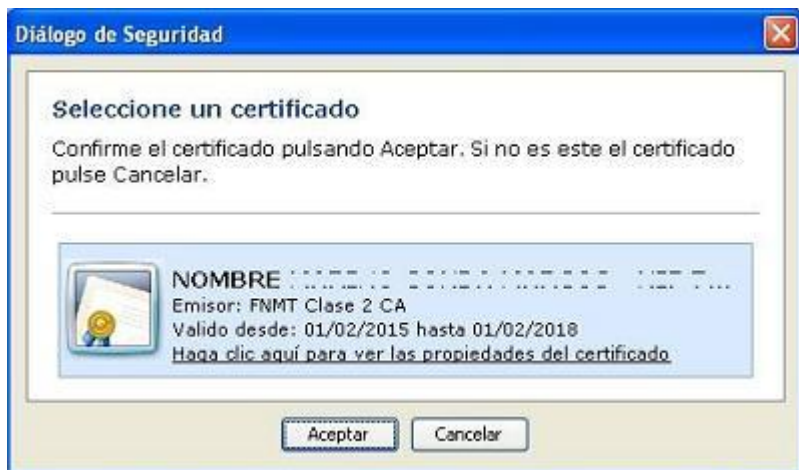 Diálogo de Seguridad
Seleccione un certificado
Confirme el certificado pulsando Aceptar. Si no es este el certificado
pulse Cancelar.
NOMBRE
Emisor: FNMT Clase 2 CA
Valido desde: 01/02/2015 hasta 01/02/2018
Haga clic aquí para ver las propiedades del certificado
Aceptar Cancelar